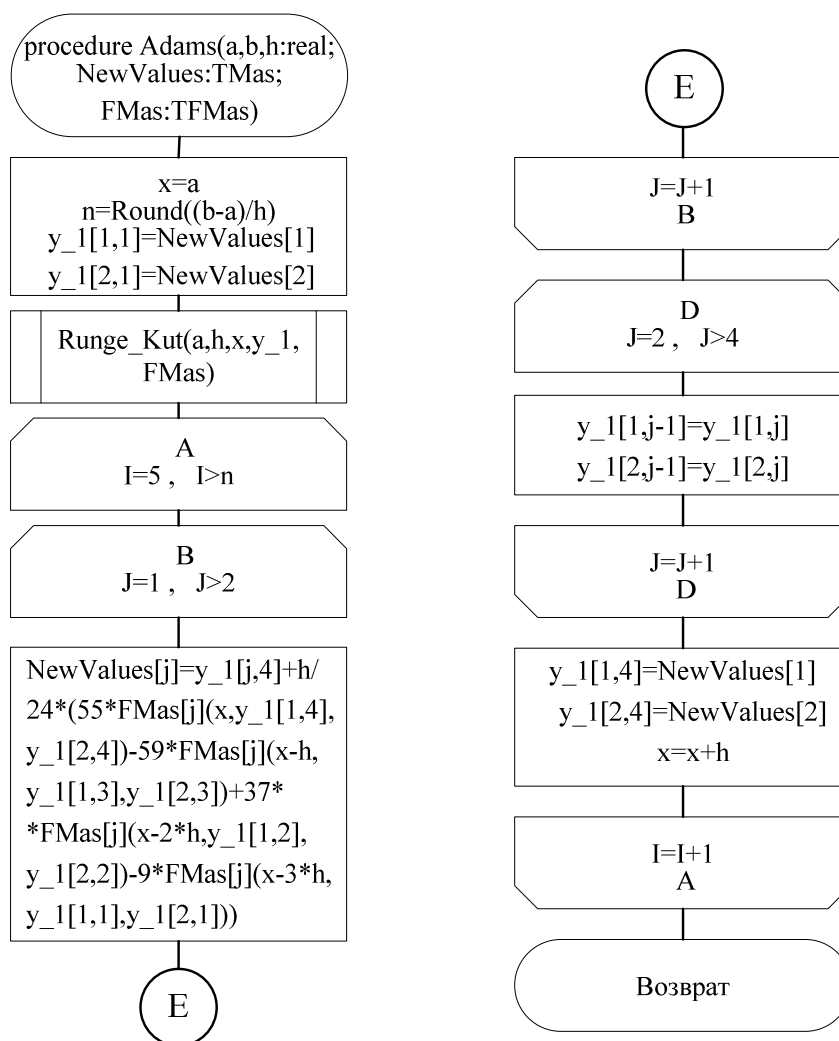 procedure Adams(a,b,h:real;
NewValues:TMas;
FMas:TFMas)
x=a
n=Round((b-a)/h)
y_1[1,1]=NewValues[1]
y_1[2,1]=NewValues[2]
Runge_Kut(a,h,x,y_1,
FMas)
A
I=5 , I>n
B
J=1 , J>2
NewValues[j]=y_1[j,4]+h/
24*(55*FMas[j](x,y_1[1,4],
y_1[2,4])-59*FMas[j](x-h,
y_1[1,3],y_1[2,3])+37*
*FMas[j](x-2*h,y_1[1,2],
y_1[2,2])-9*FMas[j](x-3*h,
y_1[1,1],y_1[2,1]))
E
E
J=J+1
B
D
J=2 , J>4
y_1[1,j-1]=y_1[1,j]
y_1[2,j-1]=y_1[2,j]
J=J+1
D
y_1[1,4]=NewValues[1]
y_1[2,4]=NewValues[2]
x=x+h
I=I+1
A
Возврат